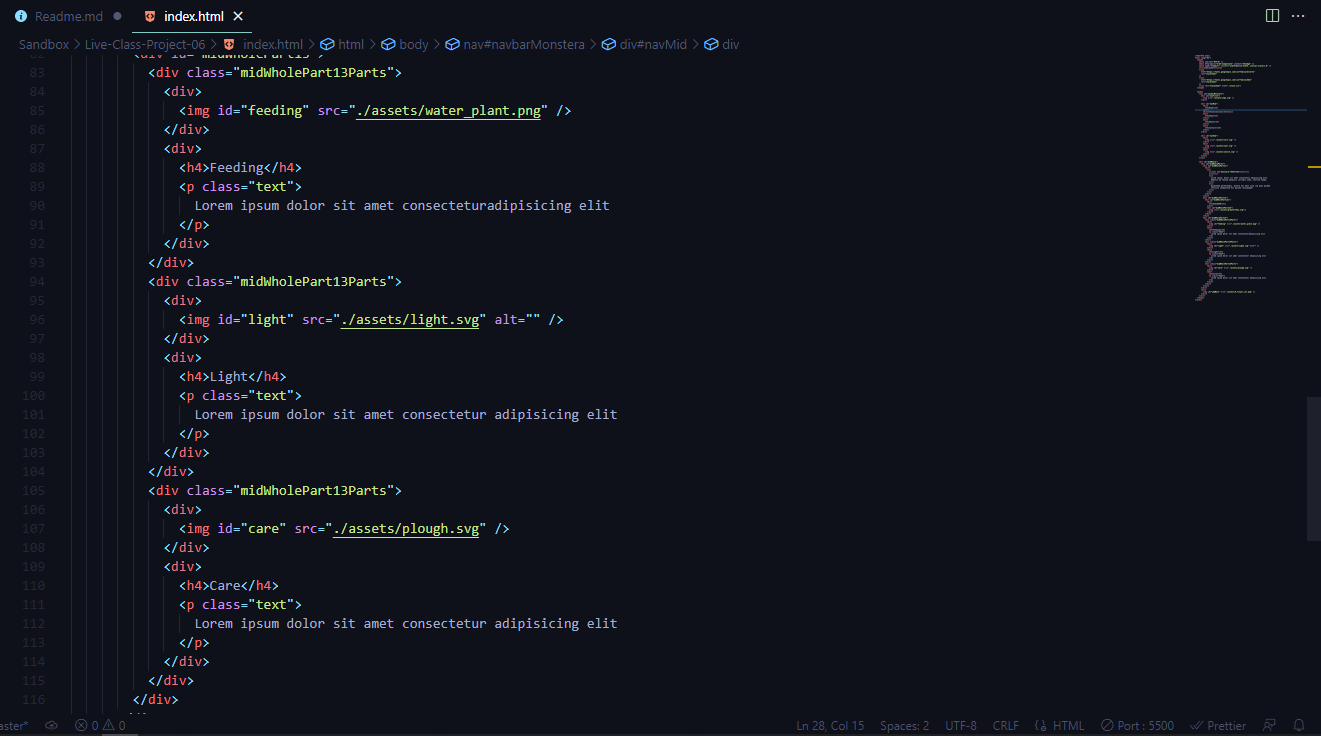 Readme.md
index.html
Sandbox > Live-Class-Project-06 > index.html > html > body > nav#navbarMonstera > div#navMid > div
83 <div class="midWholePart13Parts">
84 <div>
85 <img id="feeding" src="./assets/water_plant.png" />
86 </div>
87 <div>
88 <h4>Feeding</h4>
89 <p class="text">
90 Lorem ipsum dolor sit amet consecteturadipisicing elit
91 </p>
92 </div>
93 </div>
94 <div class="midWholePart13Parts">
95 <div>
96 <img id="light" src="./assets/light.svg" alt="" />
97 </div>
98 <div>
99 <h4>Light</h4>
100 <p class="text">
101 Lorem ipsum dolor sit amet consectetur adipisicing elit
102 </p>
103 </div>
104 </div>
105 <div class="midWholePart13Parts">
106 <div>
107 <img id="care" src="./assets/plough.svg" />
108 </div>
109 <div>
110 <h4>Care</h4>
111 <p class="text">
112 Lorem ipsum dolor sit amet consectetur adipisicing elit
113 </p>
114 </div>
115 </div>
116 </div>
aster* 0 0 Ln 28, Col 15 Spaces: 2 UTF-8 CRLF HTML Port : 5500 Prettier